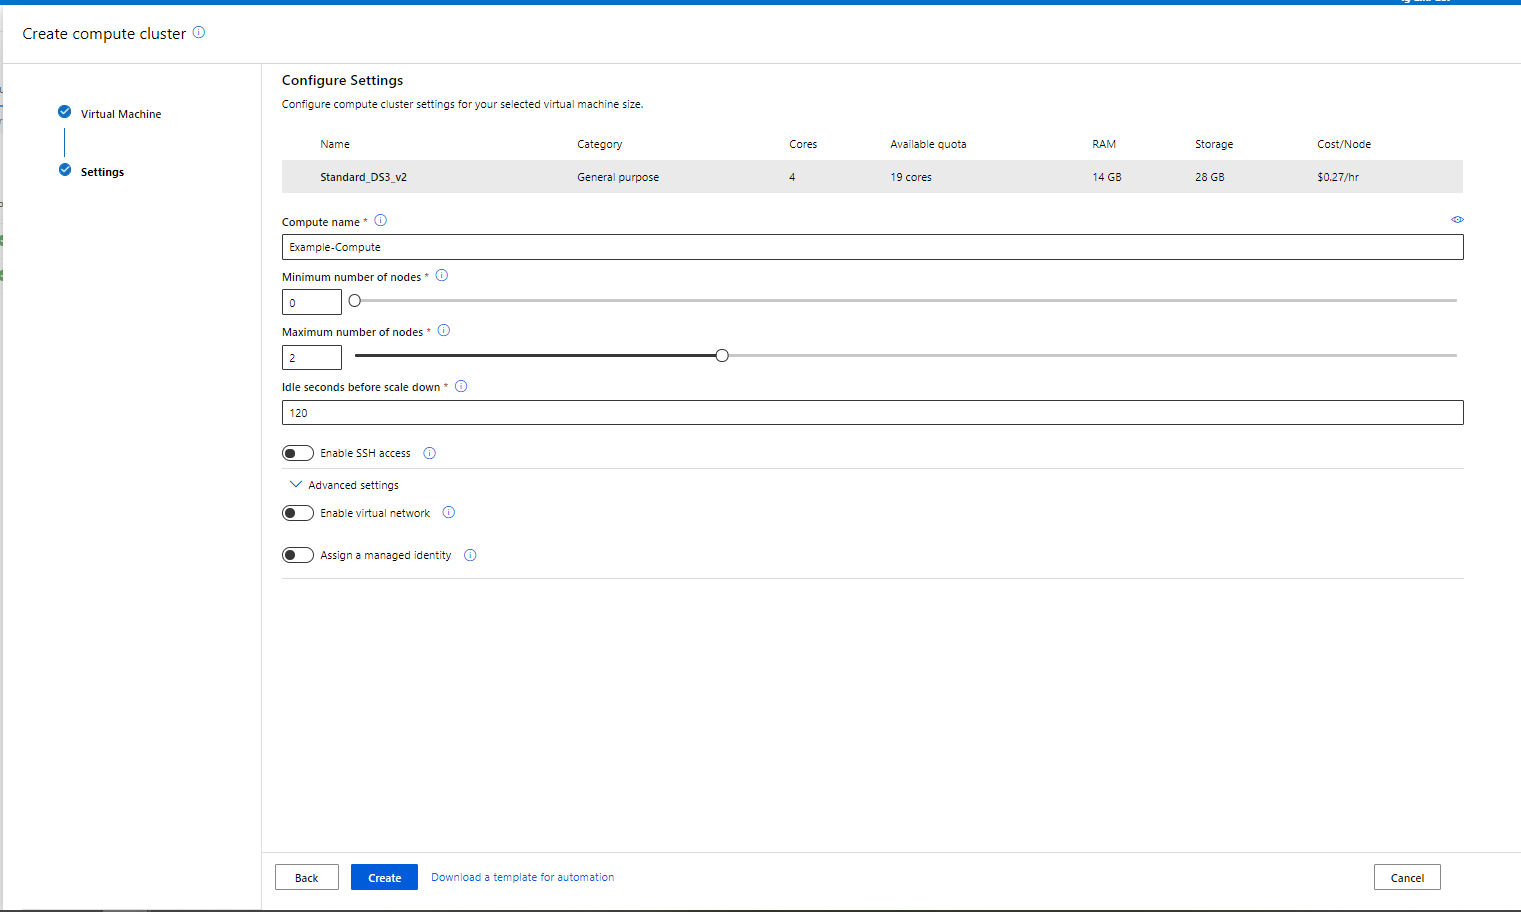 Create compute cluster
Virtual Machine
Settings
Configure Settings
Configure compute cluster settings for your selected virtual machine size.
Name Category Cores Available quota RAM Storage Cost/Node
Standard_DS3_v2 General purpose 4 19 cores 14 GB 28 GB $0.27/hr
Compute name *
Example-Compute
Minimum number of nodes *
0
Maximum number of nodes *
2
Idle seconds before scale down *
120
Enable SSH access
Advanced settings
Enable virtual network
Assign a managed identity
Back Create Download a template for automation Cancel